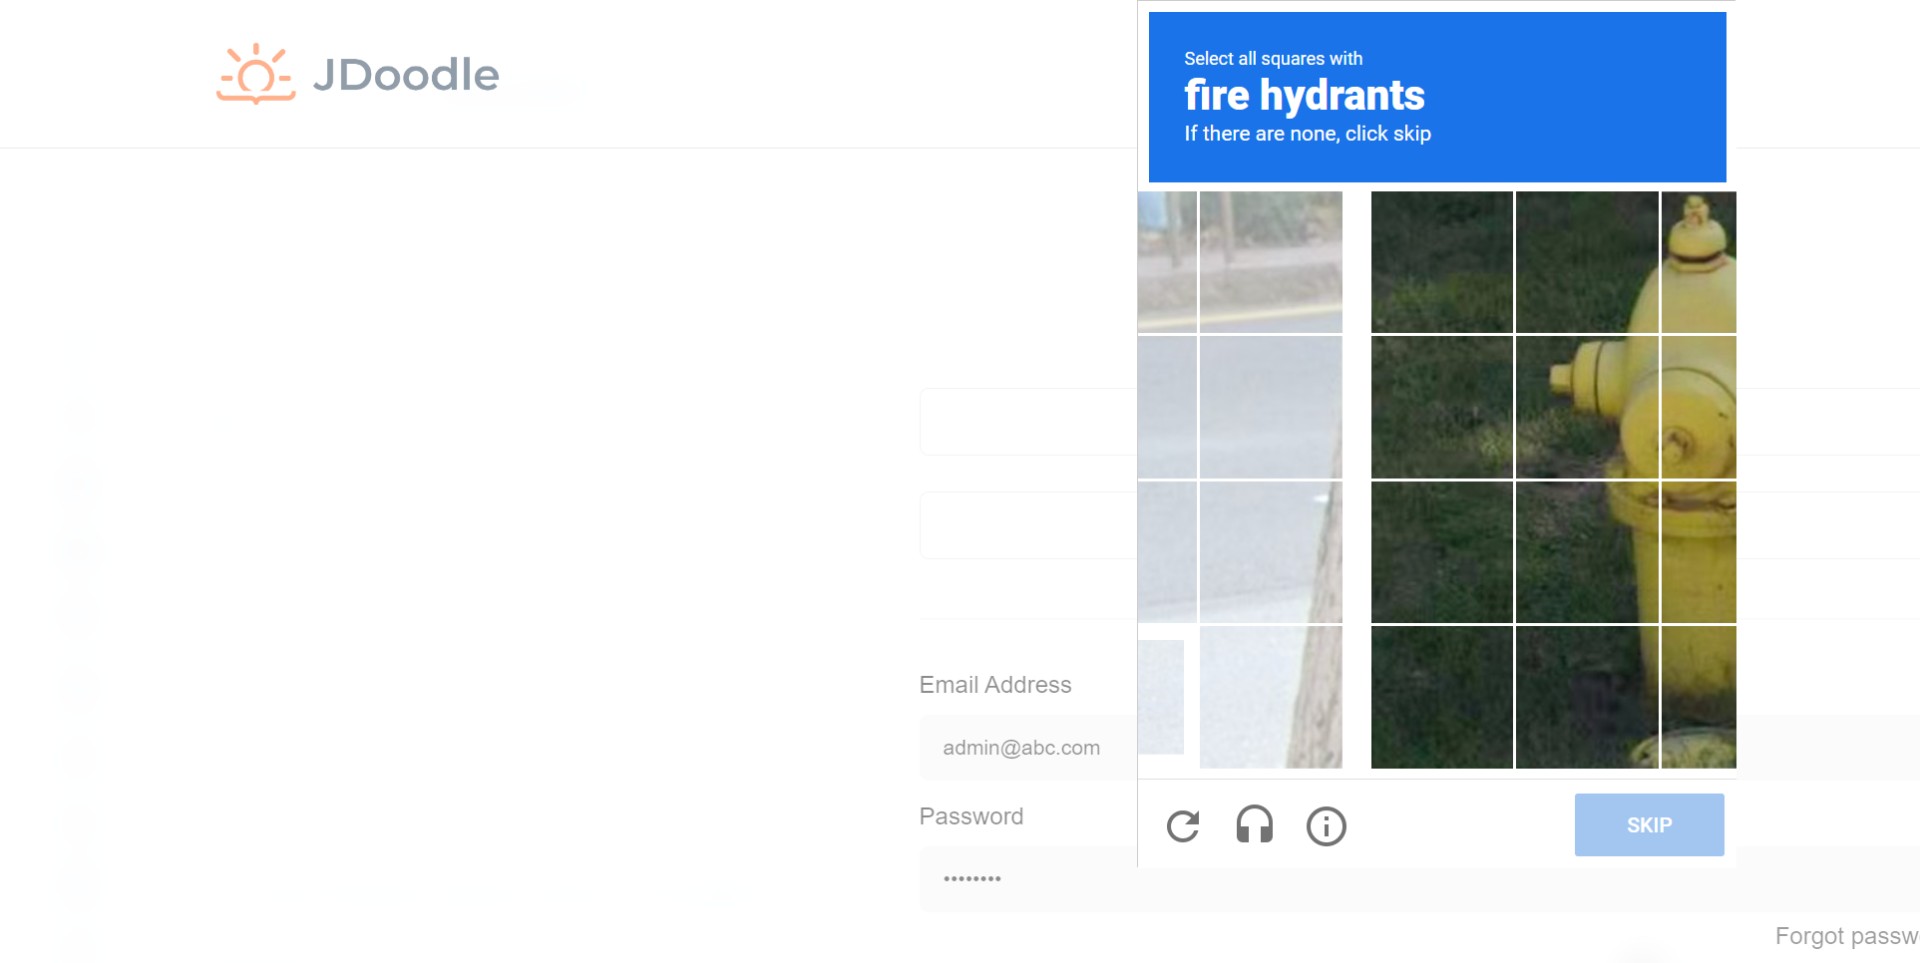 JDoodle
Select all squares with
fire hydrants
If there are none, click skip
Email Address
admin@abc.com
Password
••••••••
SKIP
Forgot passw